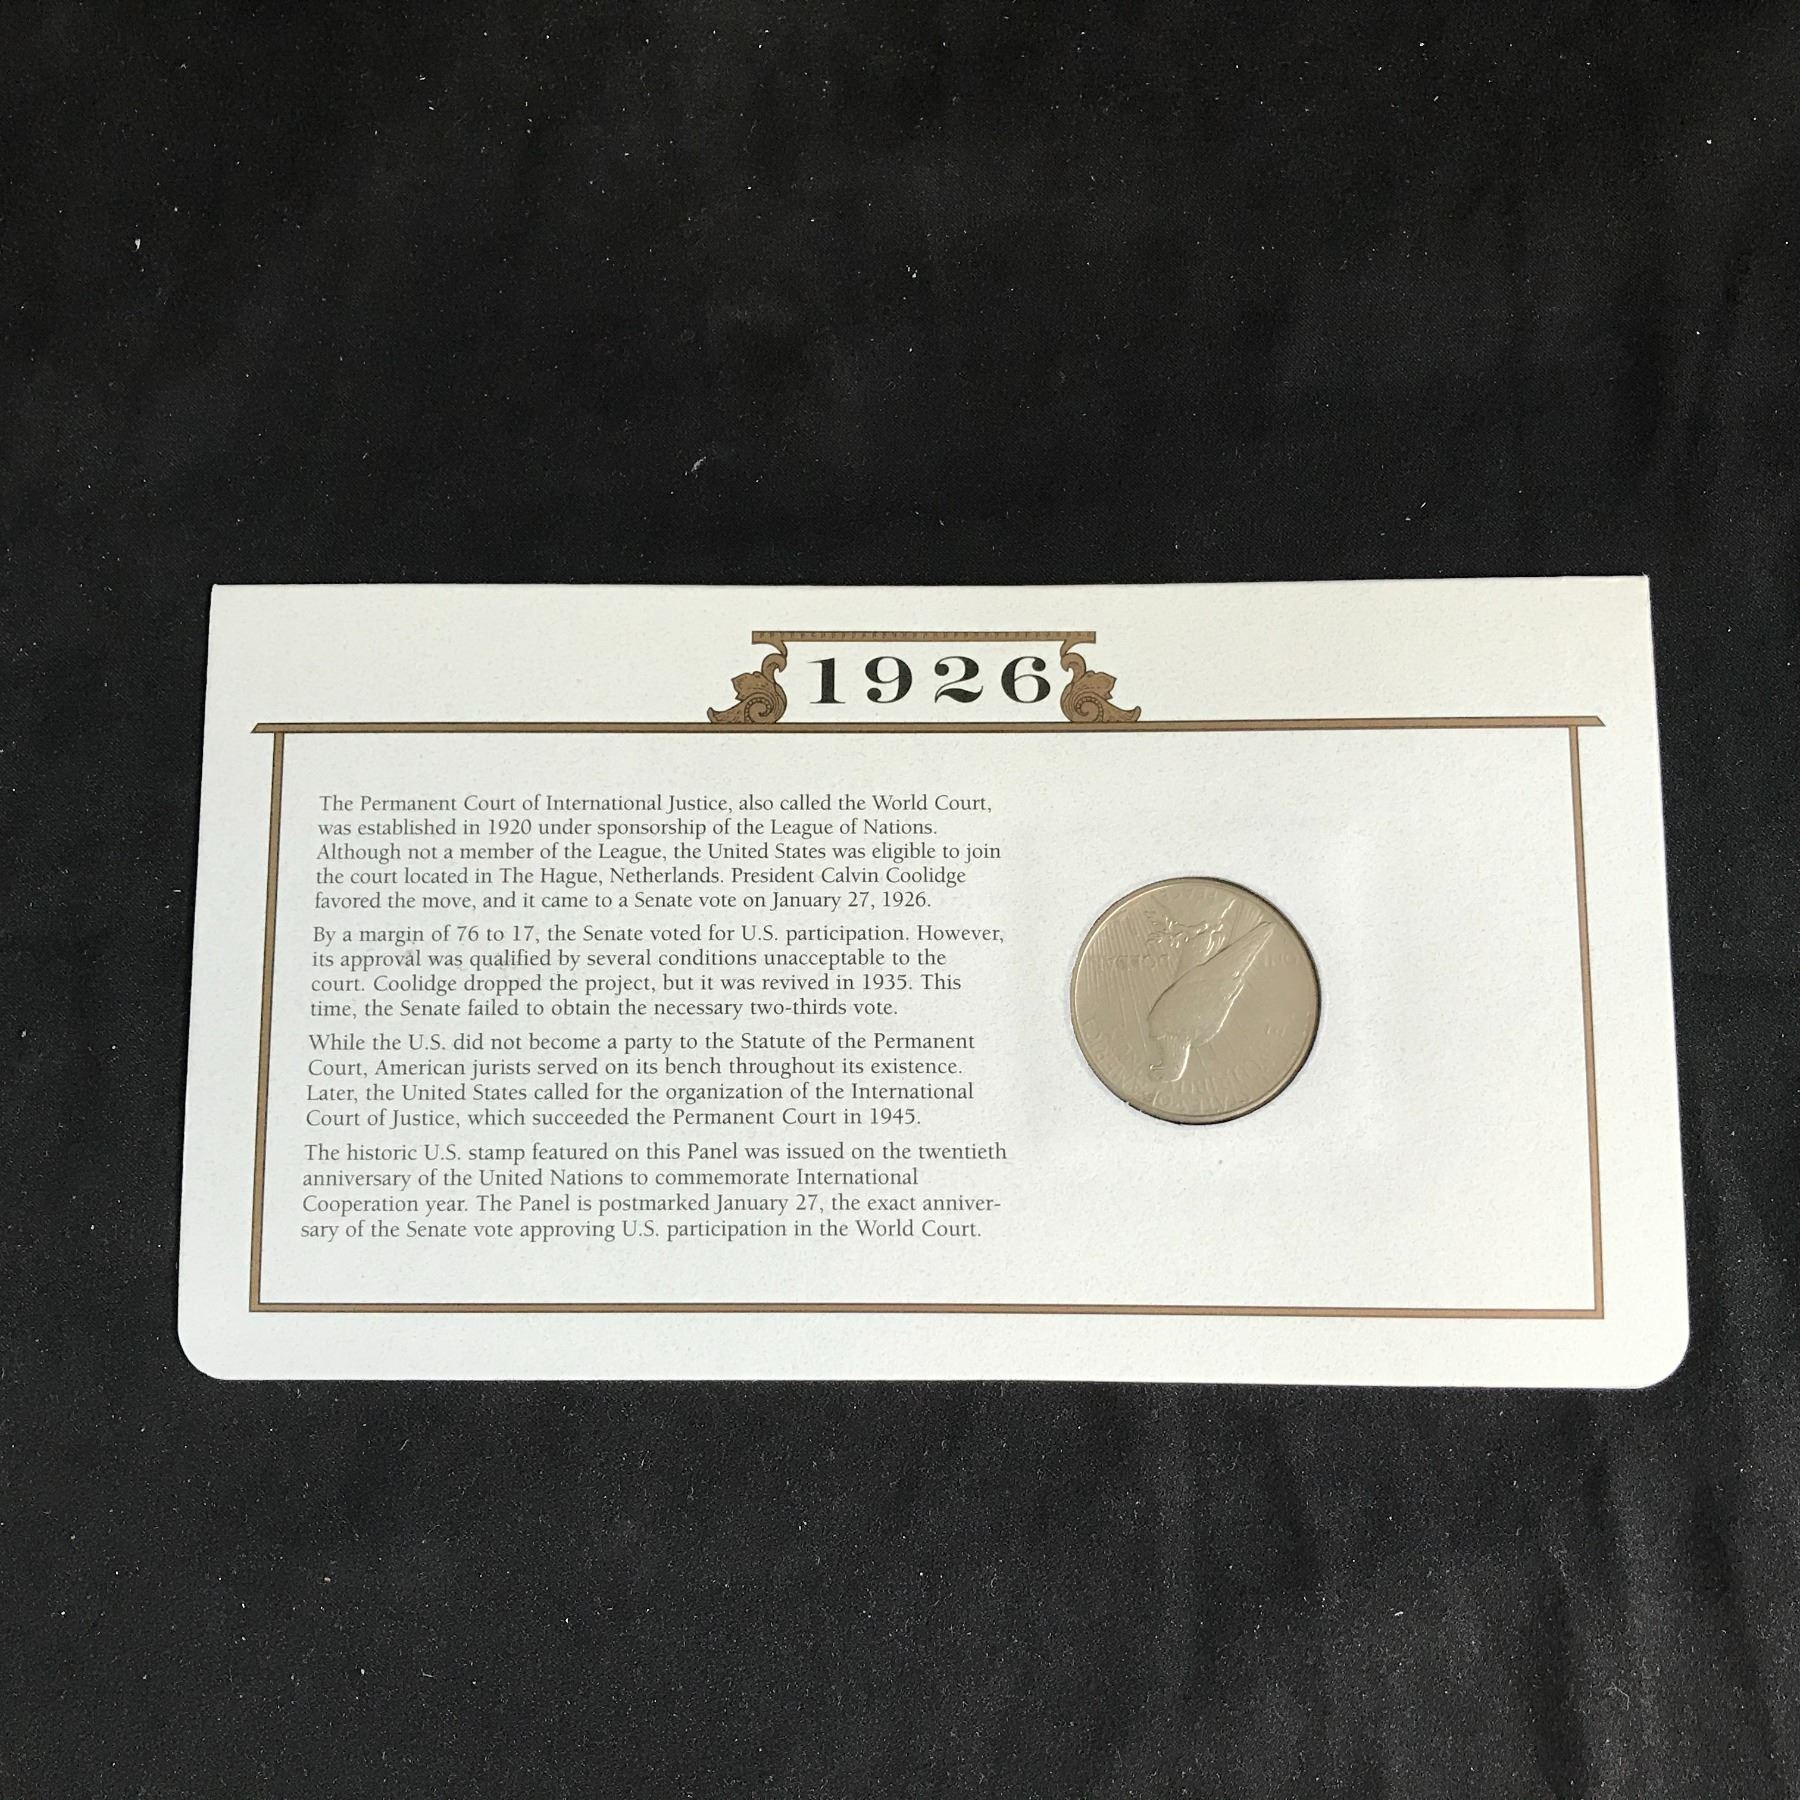 1926
The Permanent Court of International Justice, also called the World Court,
was established in 1920 under sponsorship of the League of Nations.
Although not a member of the League, the United States was eligible to join
the court located in The Hague, Netherlands. President Calvin Coolidge
favored the move, and it came to a Senate vote on January 27, 1926.
By a margin of 76 to 17, the Senate voted for U.S. participation. However,
its approval was qualified by several conditions unacceptable to the
court. Coolidge dropped the project, but it was revived in 1935. This
time, the Senate failed to obtain the necessary two-thirds vote.
While the U.S. did not become a party to the Statute of the Permanent
Court, American jurists served on its bench throughout its existence.
Later, the United States called for the organization of the International
Court of Justice, which succeeded the Permanent Court in 1945.
The historic U.S. stamp featured on this Panel was issued on the twentieth
anniversary of the United Nations to commemorate International
Cooperation year. The Panel is postmarked January 27, the exact anniver-
sary of the Senate vote approving U.S. participation in the World Court.